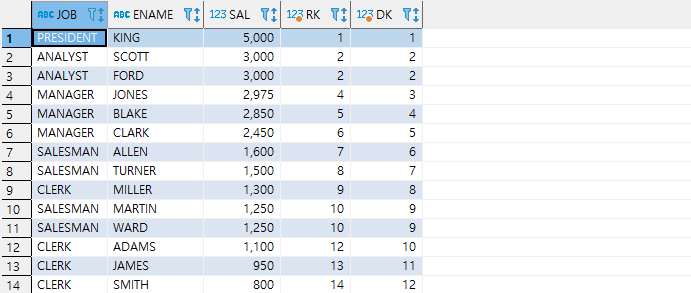 ABC JOB ABC ENAME 123 SAL 123 RK 123 DK
1 PRESIDENT KING 5,000 1 1
2 ANALYST SCOTT 3,000 2 2
3 ANALYST FORD 3,000 2 2
4 MANAGER JONES 2,975 4 3
5 MANAGER BLAKE 2,850 5 4
6 MANAGER CLARK 2,450 6 5
7 SALESMAN ALLEN 1,600 7 6
8 SALESMAN TURNER 1,500 8 7
9 CLERK MILLER 1,300 9 8
10 SALESMAN MARTIN 1,250 10 9
11 SALESMAN WARD 1,250 10 9
12 CLERK ADAMS 1,100 12 10
13 CLERK JAMES 950 13 11
14 CLERK SMITH 800 14 12